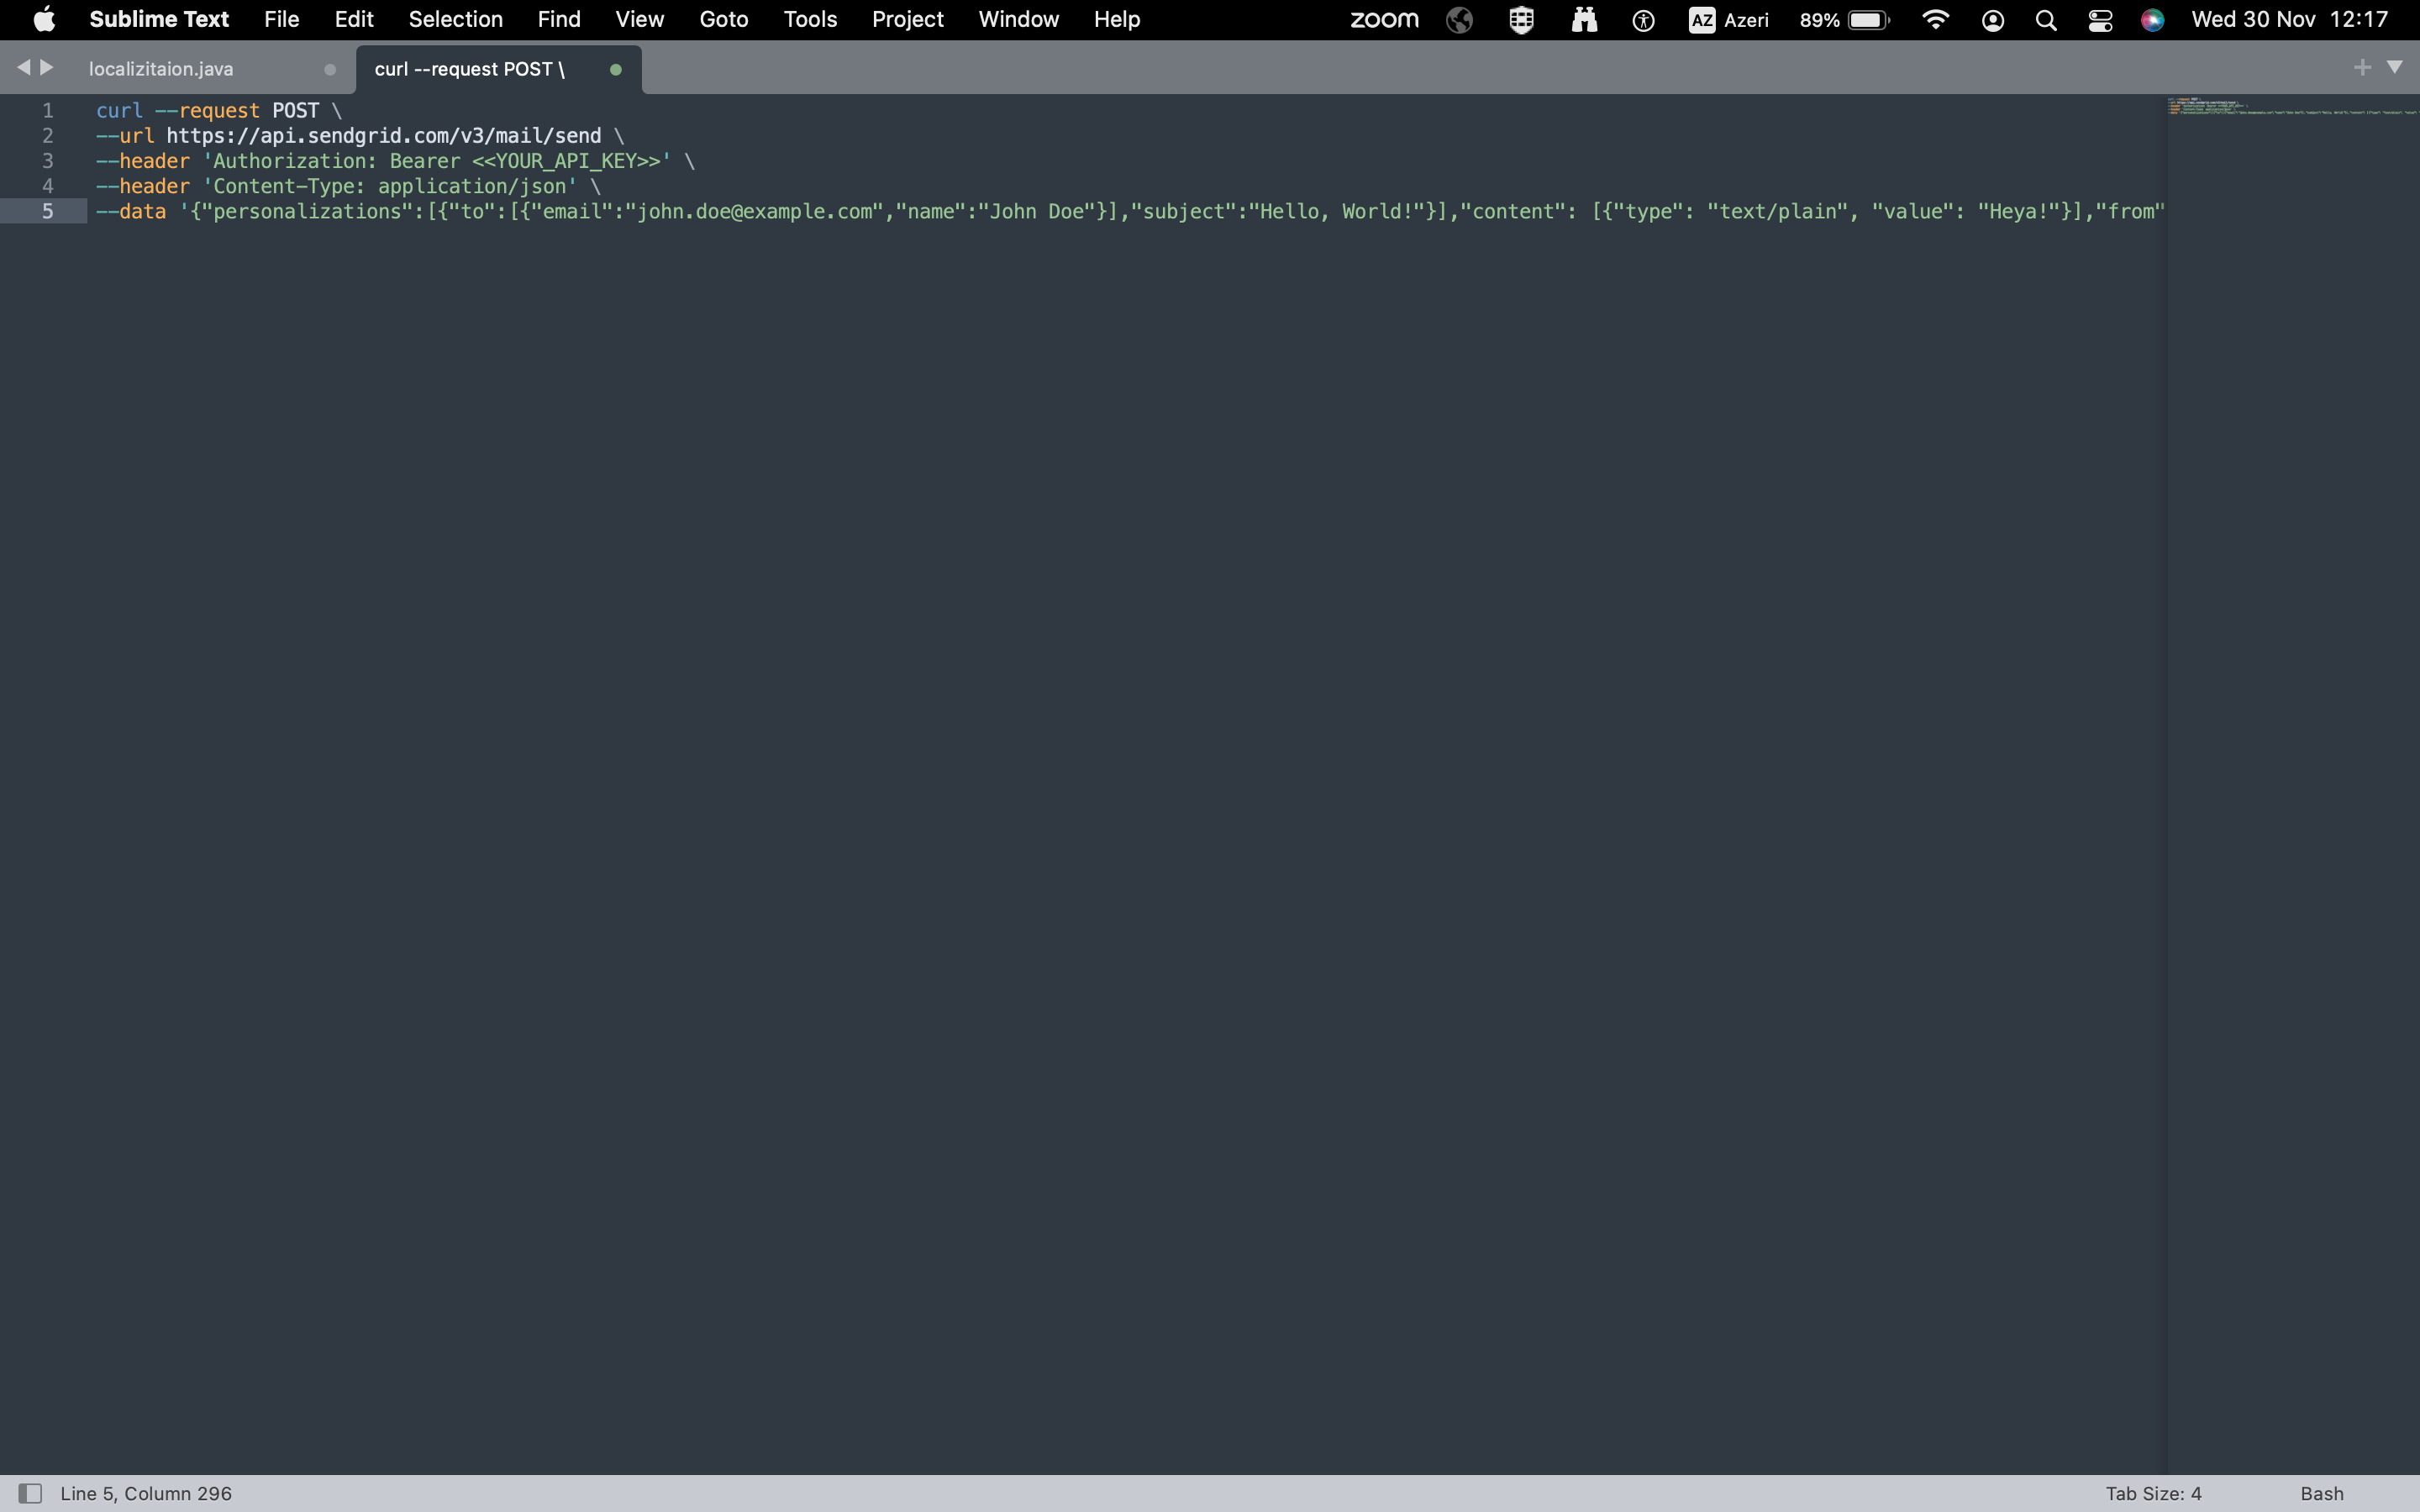 Sublime Text File Edit Selection Find View Goto Tools Project Window Help zoom AZ Azeri 89% Wed 30 Nov 12:17
localizitaion.java curl --request POST \
1 curl --request POST \
2 --url https://api.sendgrid.com/v3/mail/send \
3 --header 'Authorization: Bearer <<YOUR_API_KEY>>' \
4 --header 'Content-Type: application/json' \
5 --data '{"personalizations":[{"to":[{"email":"john.doe@example.com","name":"John Doe"}],"subject":"Hello, World!"}],"content": [{"type": "text/plain", "value": "Heya!"}],"from"
Line 5, Column 296 Tab Size: 4 Bash